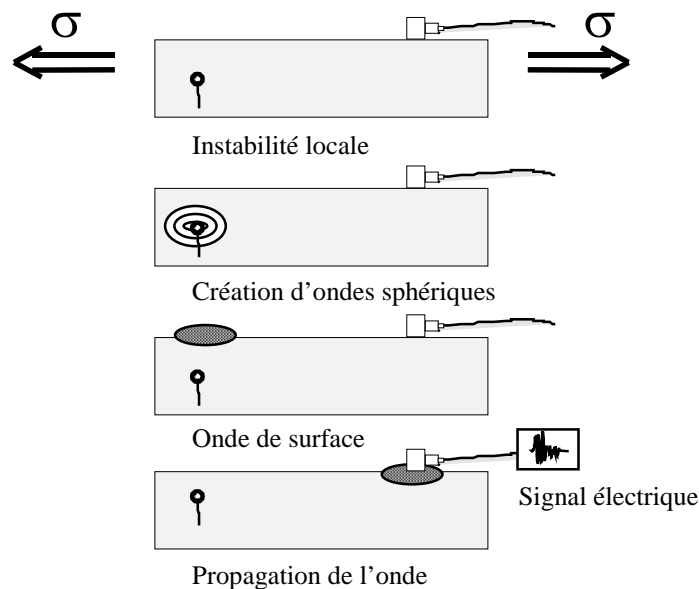 σ σ
Instabilité locale
Création d’ondes sphériques
Onde de surface
Signal électrique
Propagation de l’onde